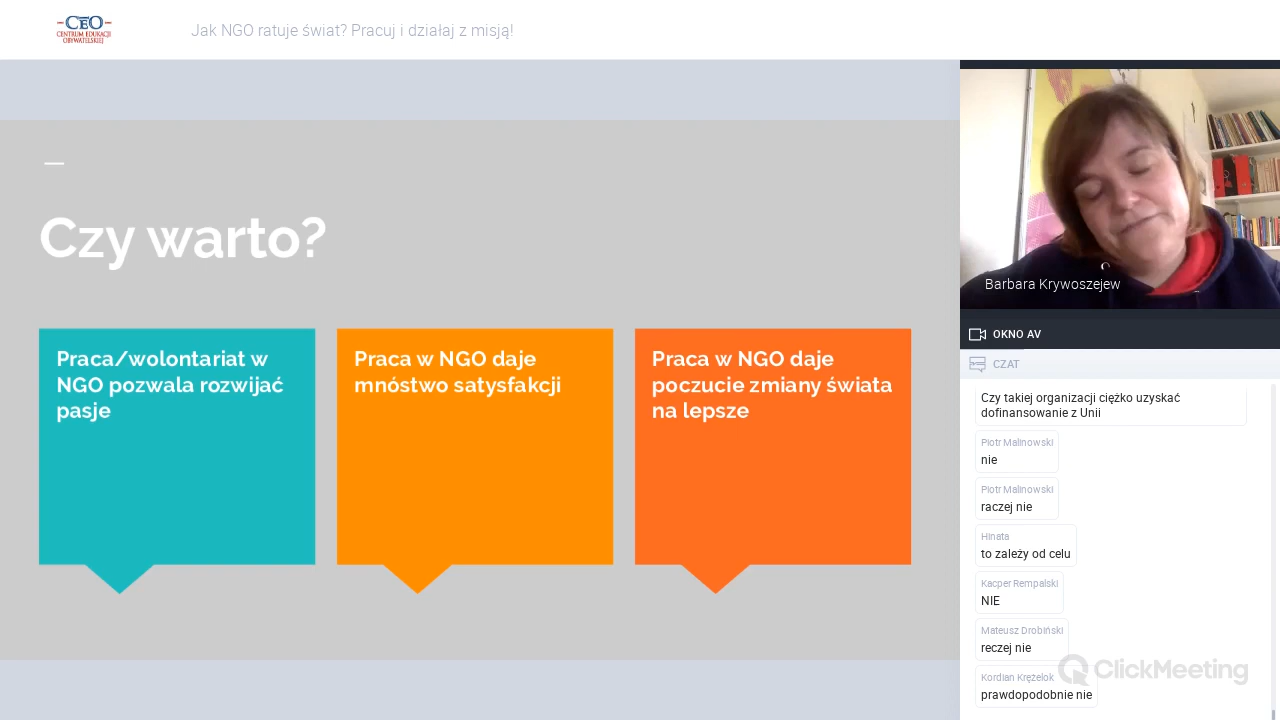 CEO
CENTRUM EDUKACJI
OBYWATELSKIEJ
Jak NGO ratuje świat? Pracuj i działaj z misją!
Czy warto?
Praca/wolontariat w
NGO pozwala rozwijać
pasje
Praca w NGO daje
mnóstwo satysfakcji
Praca w NGO daje
poczucie zmiany świata
na lepsze
Barbara Krywoszejew
OKNO AV
CZAT
Czy takiej organizacji ciężko uzyskać
dofinansowanie z Unii
Piotr Malinowski
nie
Piotr Malinowski
raczej nie
Hinata
to zależy od celu
Kacper Rempalski
NIE
Mateusz Drobiński
reczej nie
Kordian Krężelok
prawdopodobnie nie
ClickMeeting